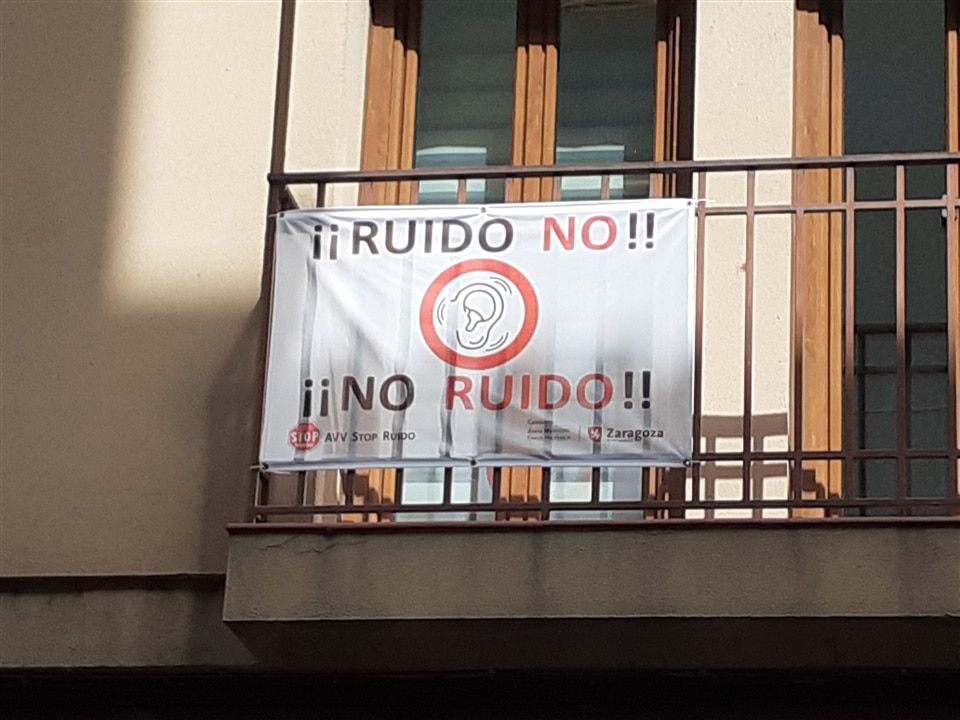 ¡¡RUIDO NO!!
¡¡NO RUIDO!!
STOP
AVV STOP RUIDO
Zaragoza